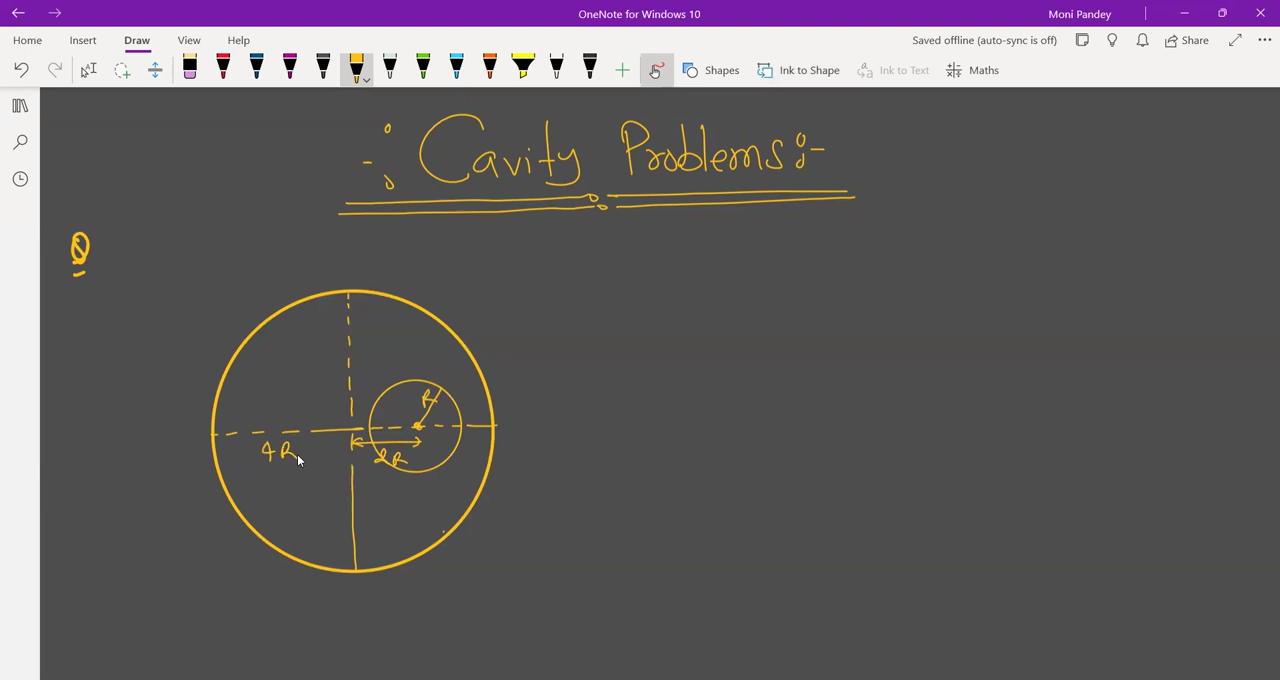 OneNote for Windows 10
Moni Pandey
Home Insert Draw View Help
Saved offline (auto-sync is off) Share
Shapes Ink to Shape Ink to Text Maths
-: Cavity Problems :-
Q
R
4R
2R